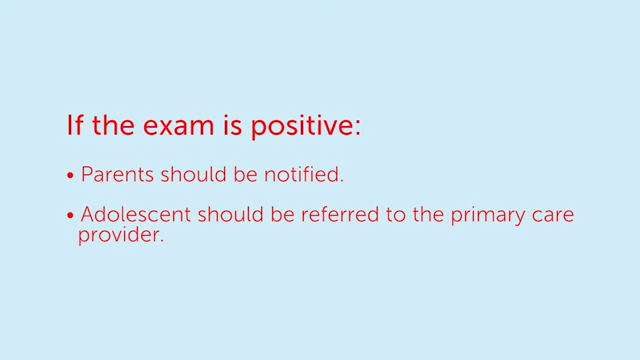 If the exam is positive:
• Parents should be notified.
• Adolescent should be referred to the primary care
provider.